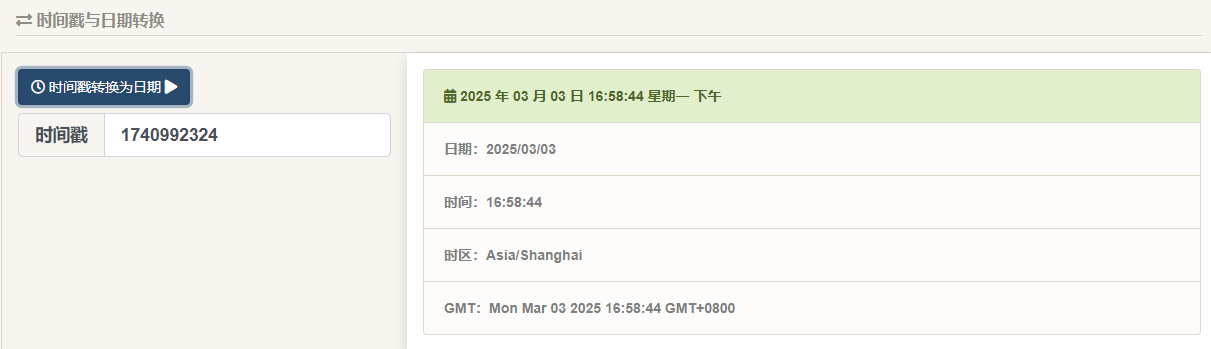 时间戳与日期转换
时间戳转换为日期
时间戳 1740992324
2025 年 03 月 03 日 16:58:44 星期一 下午
日期：2025/03/03
时间：16:58:44
时区：Asia/Shanghai
GMT：Mon Mar 03 2025 16:58:44 GMT+0800